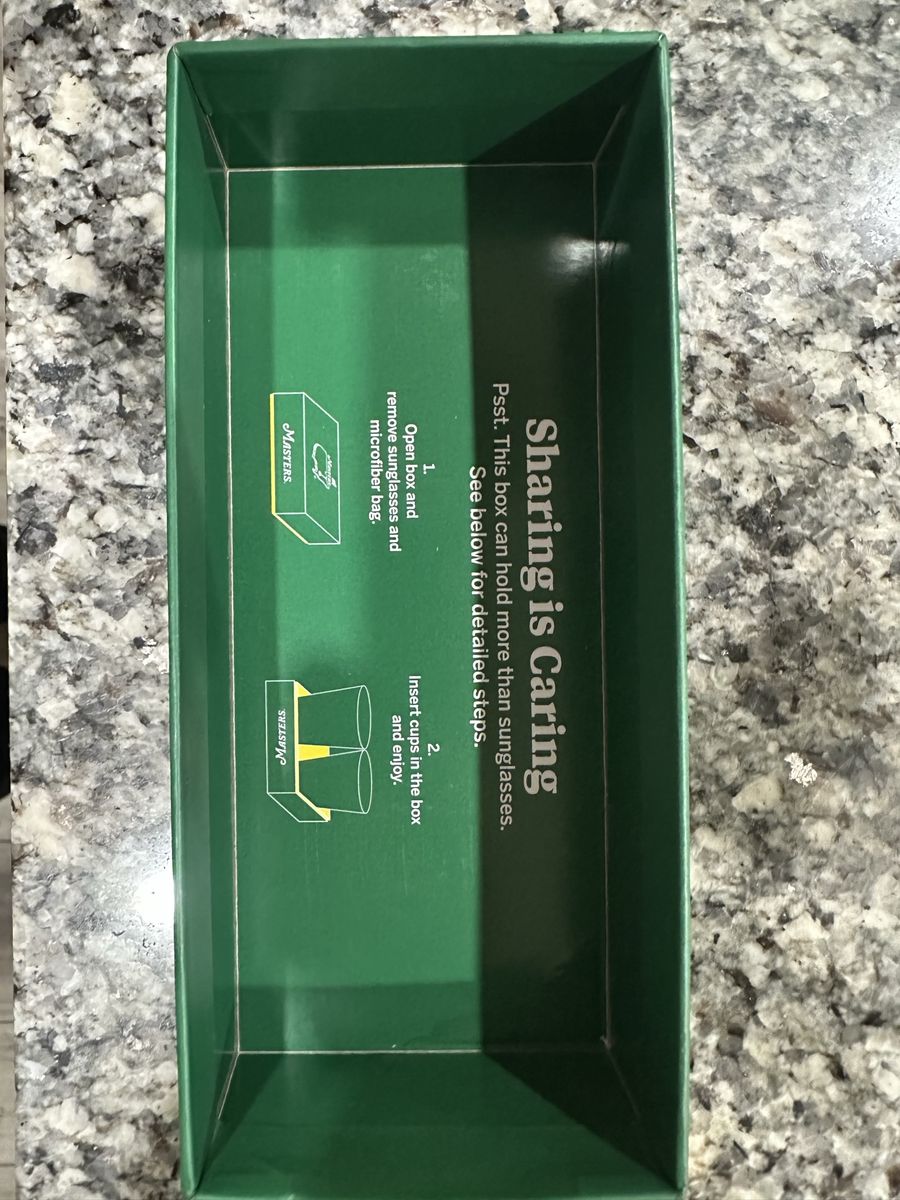 Sharing is Caring
Psst. This box can hold more than sunglasses.
See below for detailed steps.
1.
Open box and
remove sunglasses and
microfiber bag.
MASTERS.
2.
Insert cups in the box
and enjoy.
MASTERS.